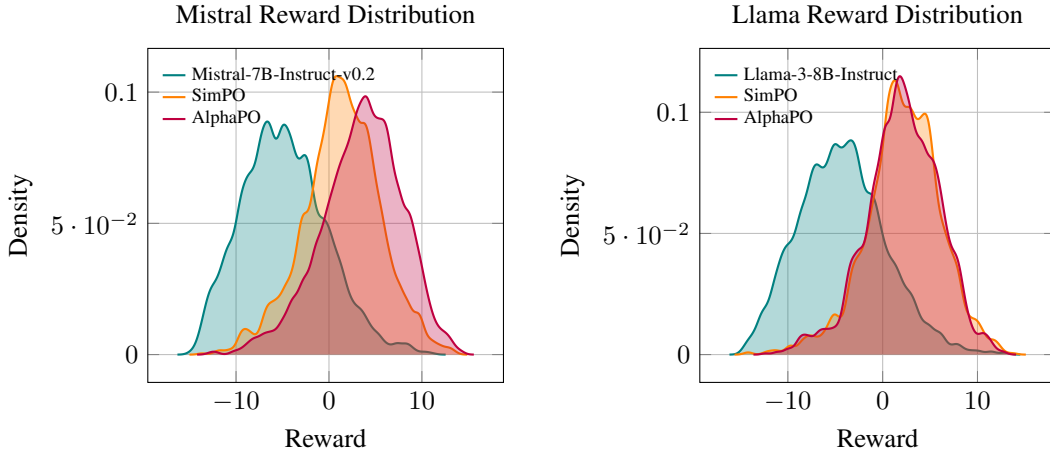 Mistral Reward Distribution
Mistral-7B-Instruct-v0.2
SimPO
AlphaPO
0.1
5 · 10⁻²
0
−10 0 10
Density
Reward
Llama Reward Distribution
Llama-3-8B-Instruct
SimPO
AlphaPO
0.1
5 · 10⁻²
0
−10 0 10
Density
Reward